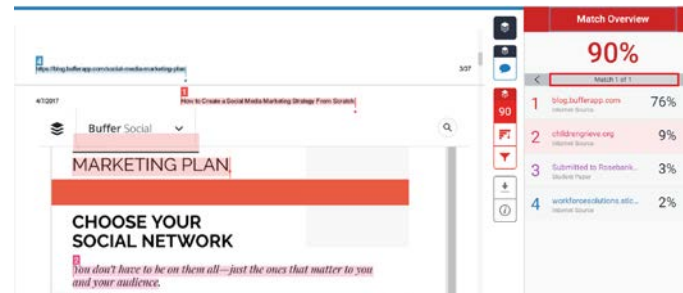 4
https://blog.bufferapp.com/social-media-marketing-plan
3/37
1
4/7/2017
How to Create a Social Media Marketing Strategy From Scratch
Buffer Social
MARKETING PLAN,
CHOOSE YOUR
SOCIAL NETWORK
2
You don't have to be on them all—just the ones that matter to you
and your audience.
90
Match Overview
90%
Match 1 of 1
1 blog.bufferapp.com 76%
Internet Source
2 childrengrieve.org 9%
Internet Source
3 Submitted to Rosebank... 3%
Student Paper
4 workforcesolutions.stlc... 2%
Internet Source